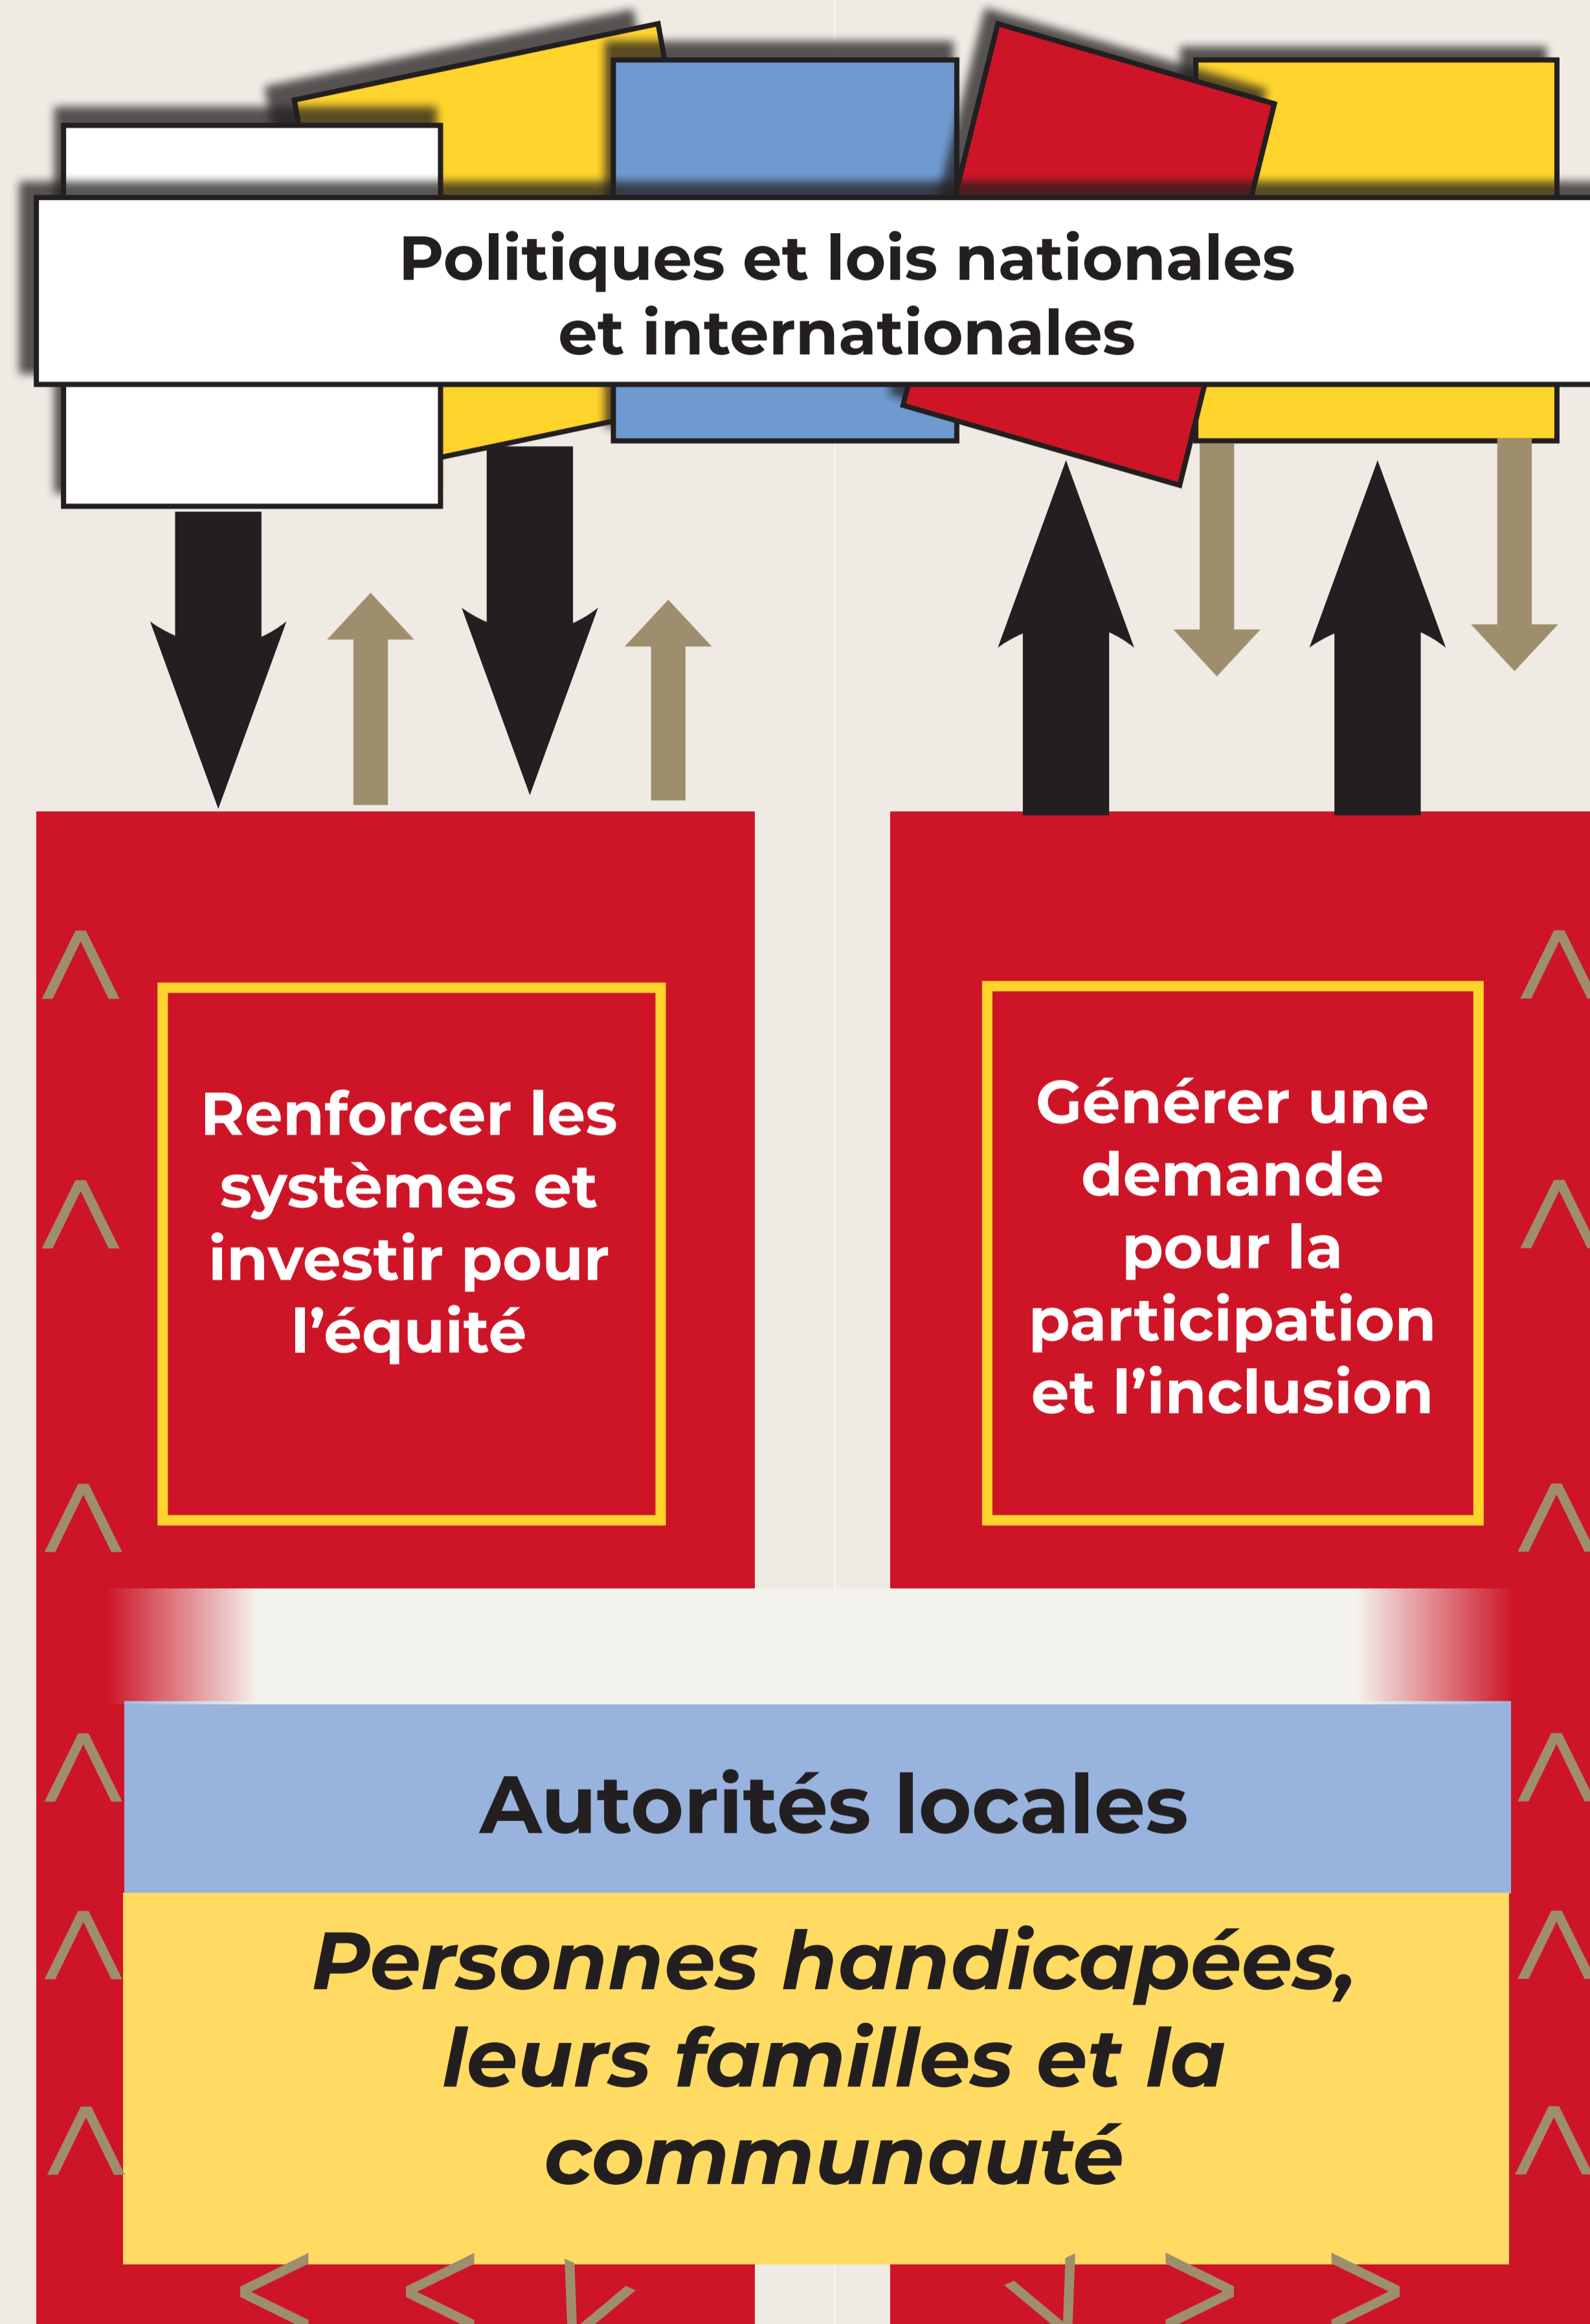 Politiques et lois nationales
et internationales
Renforcer les
systèmes et
investir pour
l’équité
Générer une
demande
pour la
participation
et l’inclusion
Autorités locales
Personnes handicapées,
leurs familles et la
communauté